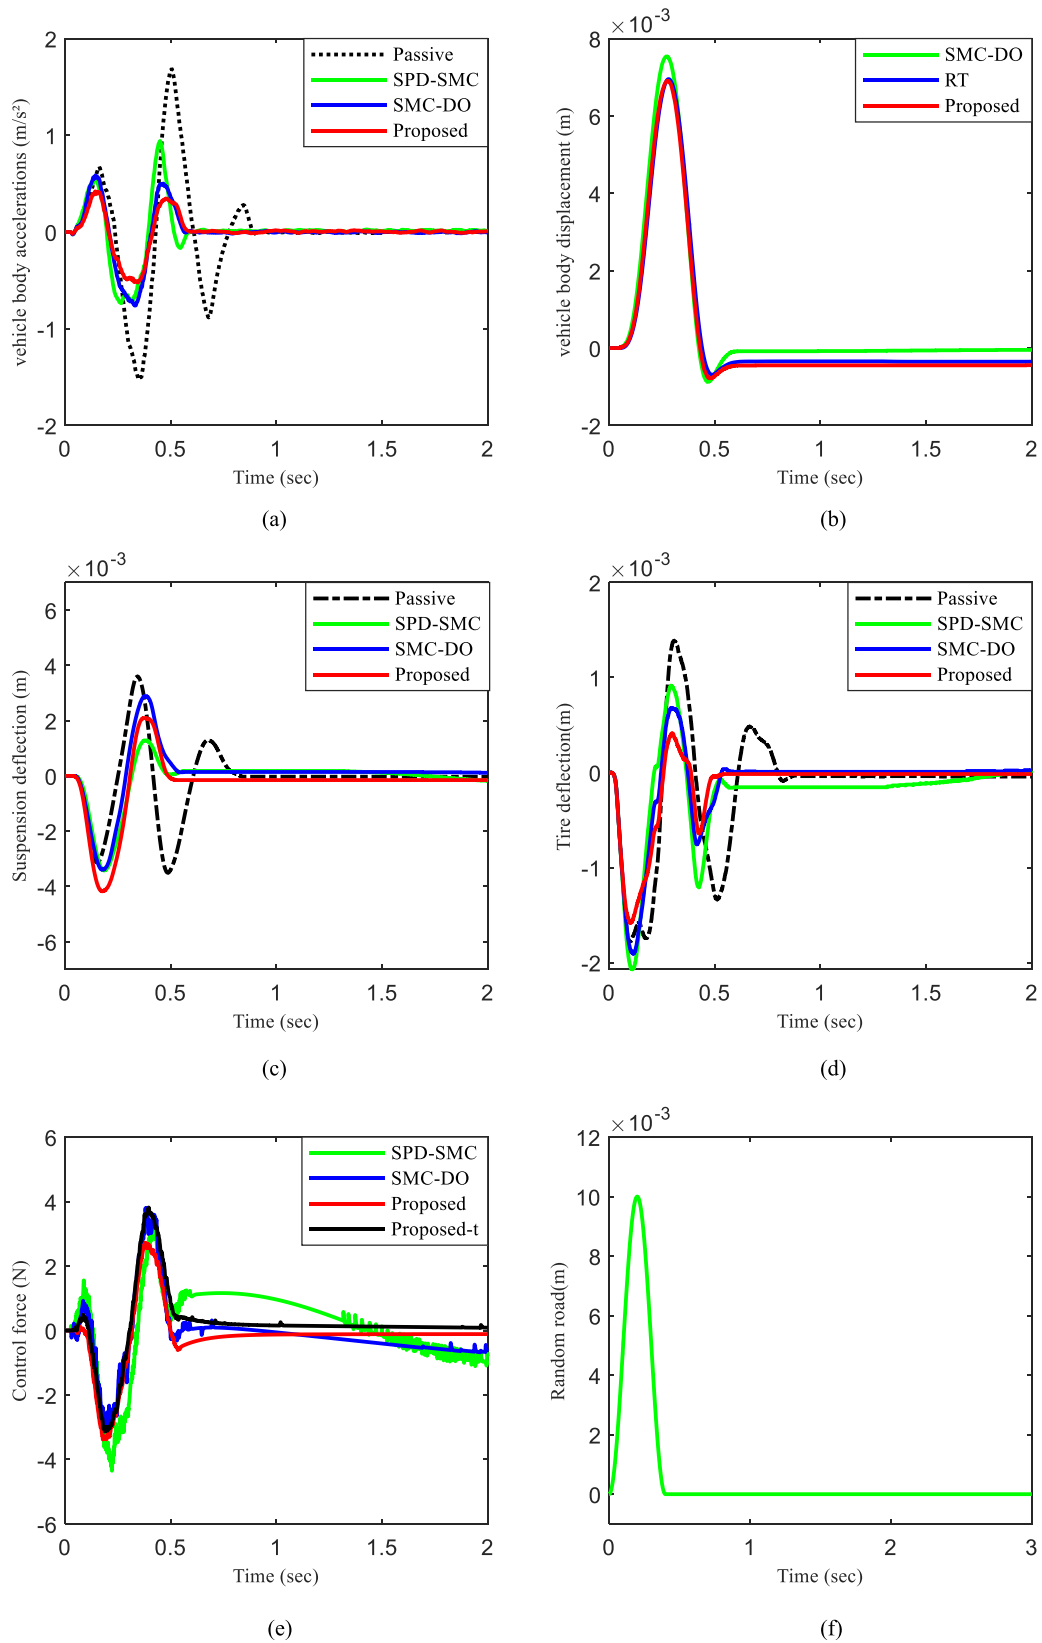 2
1
0
-1
-2
0
0.5
1
1.5
2
vehicle body accelerations (m/s²)
Time (sec)
Passive
SPD-SMC
SMC-DO
Proposed
(a)
×10-3
8
6
4
2
0
-2
0
0.5
1
1.5
2
vehicle body displacement (m)
Time (sec)
SMC-DO
RT
Proposed
(b)
×10-3
6
4
2
0
-2
-4
-6
0
0.5
1
1.5
2
Suspension deflection (m)
Time (sec)
Passive
SPD-SMC
SMC-DO
Proposed
(c)
×10-3
2
1
0
-1
-2
0
0.5
1
1.5
2
Tire deflection(m)
Time (sec)
Passive
SPD-SMC
SMC-DO
Proposed
(d)
6
4
2
0
-2
-4
-6
0
0.5
1
1.5
2
Control force (N)
Time (sec)
SPD-SMC
SMC-DO
Proposed
Proposed-t
(e)
×10-3
12
10
8
6
4
2
0
0
1
2
3
Random road(m)
Time (sec)
(f)